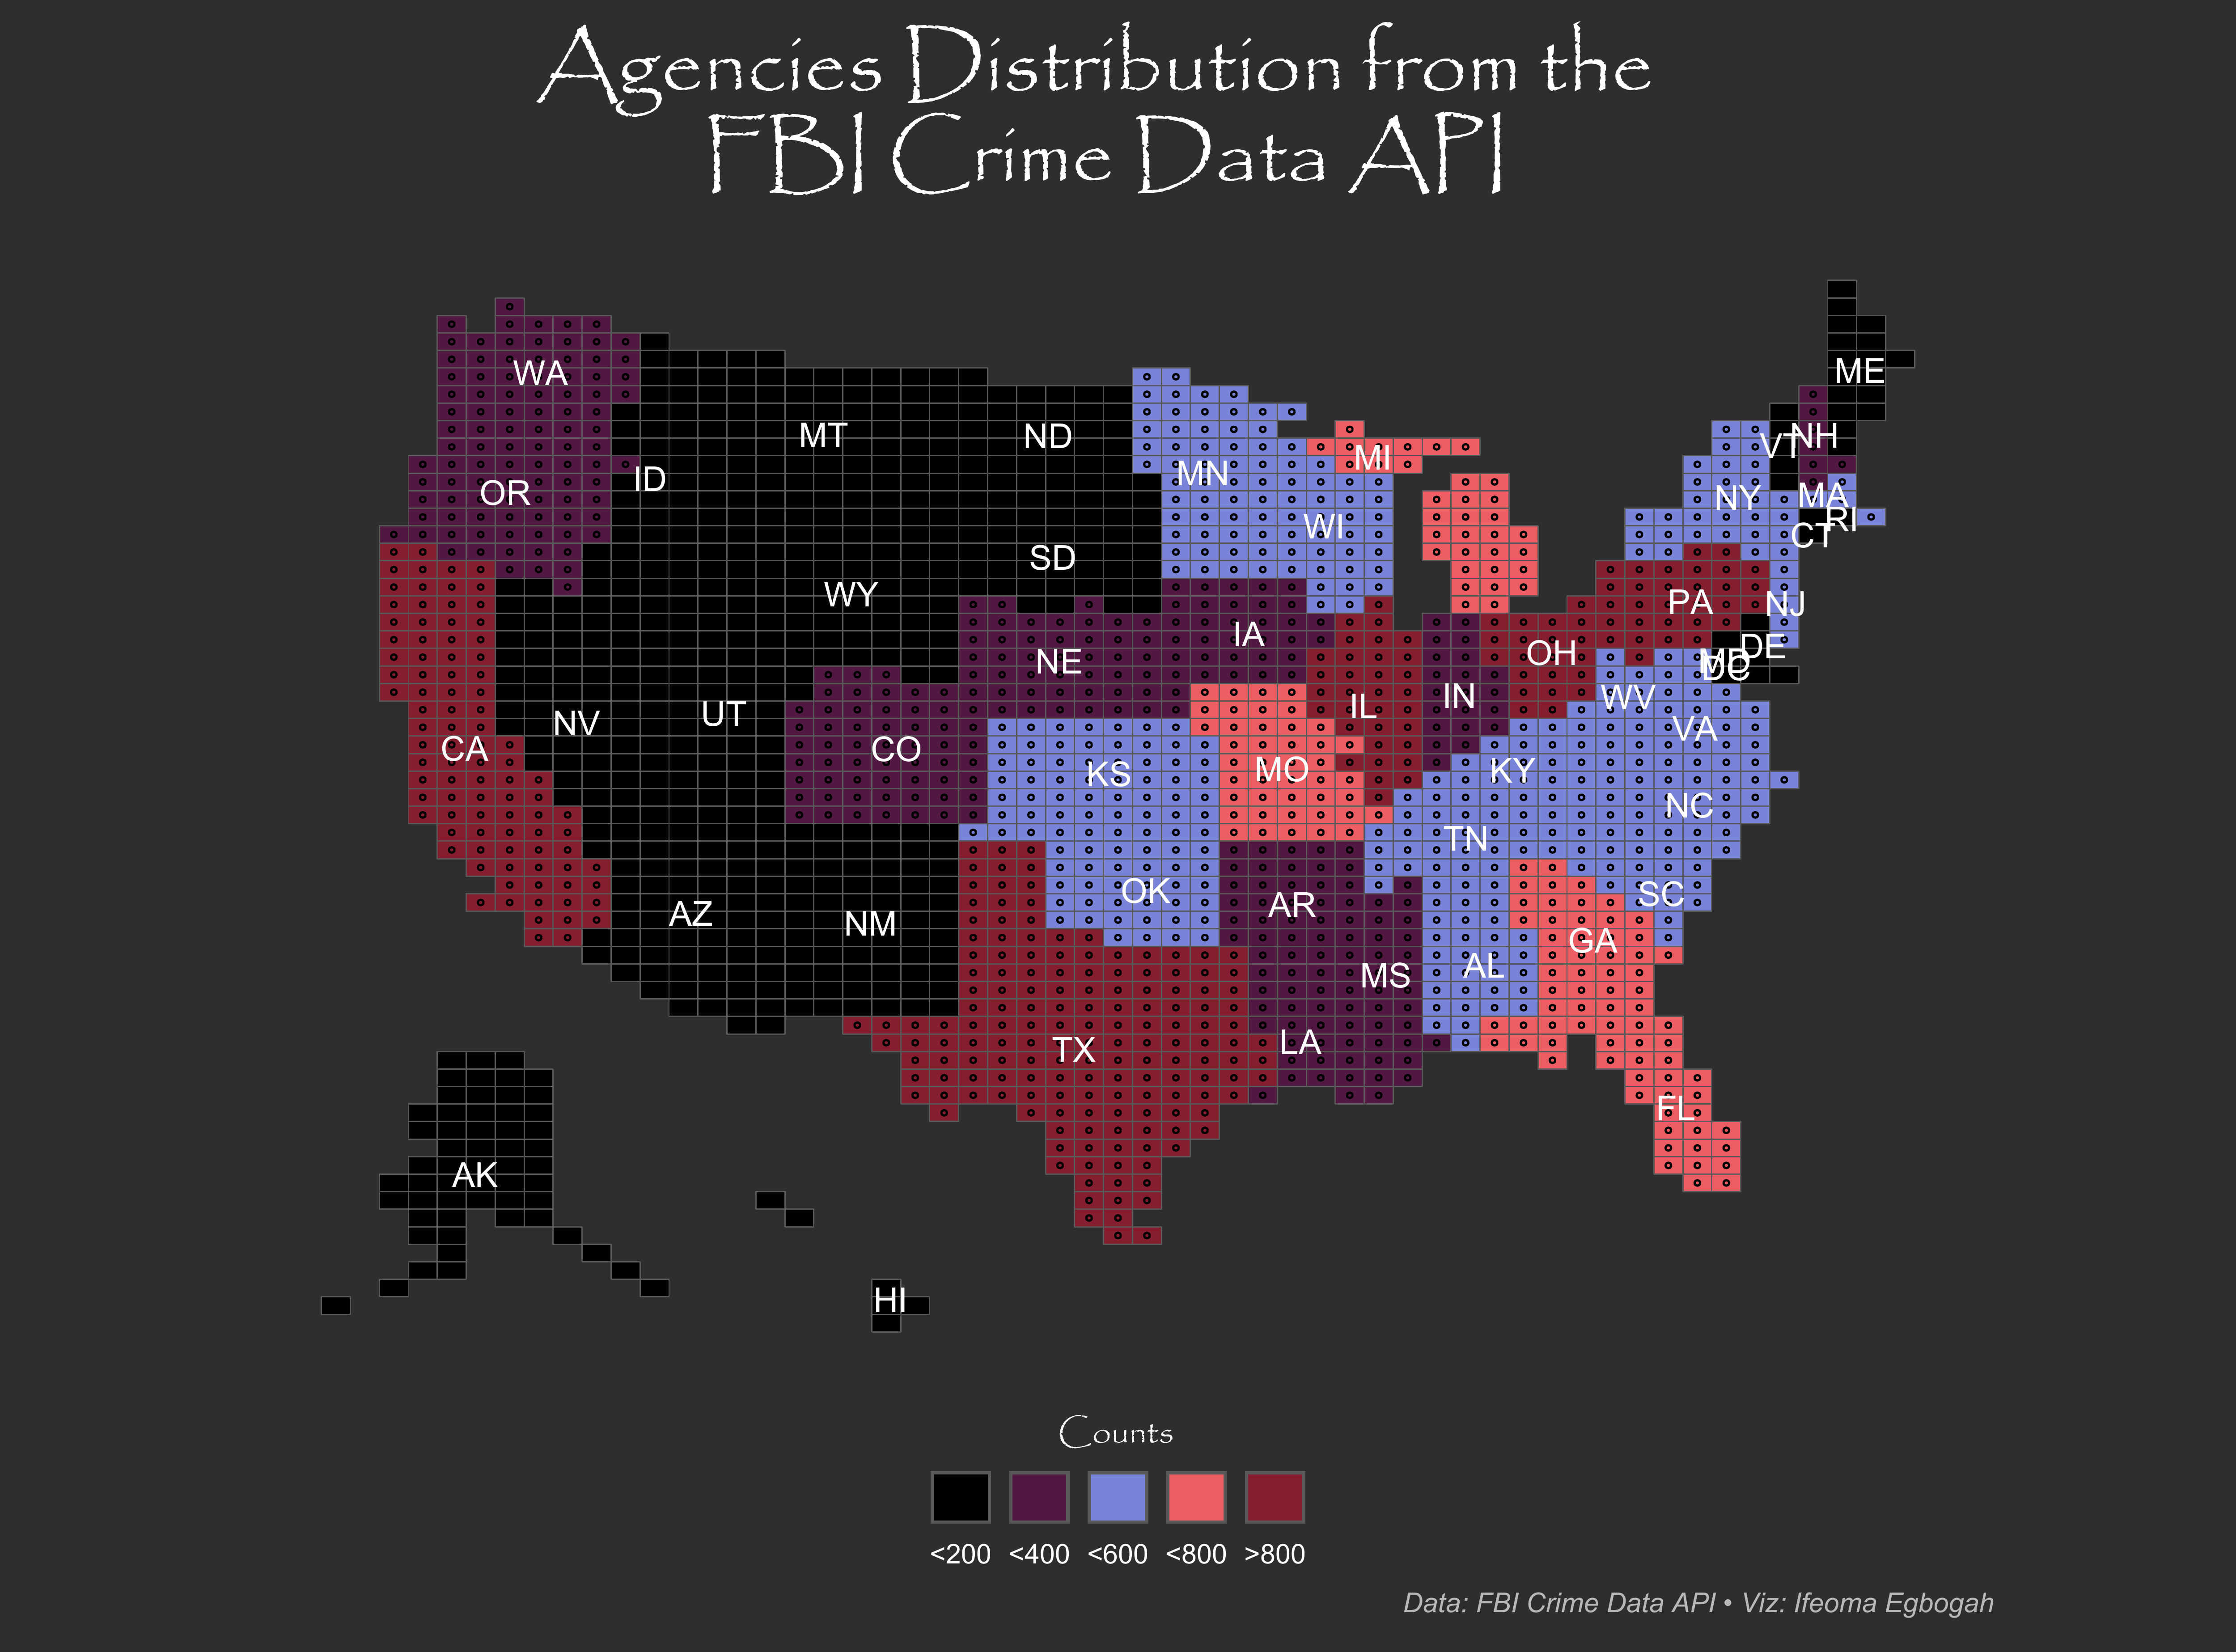 Agencies Distribution from the
FBI Crime Data API
WA
ME
MT
ND
NH
VT
MI
MN
ID
OR
NY
MA
WI
RI
CT
SD
WY
PA
NJ
IA
DE
OH
NE
MD
DC
IN
WV
IL
UT
NV
VA
CO
CA
KS
MO
KY
NC
TN
OK
SC
AR
AZ
NM
GA
AL
MS
LA
TX
FL
AK
HI
Counts
<200 <400 <600 <800 >800
Data: FBI Crime Data API • Viz: Ifeoma Egbogah